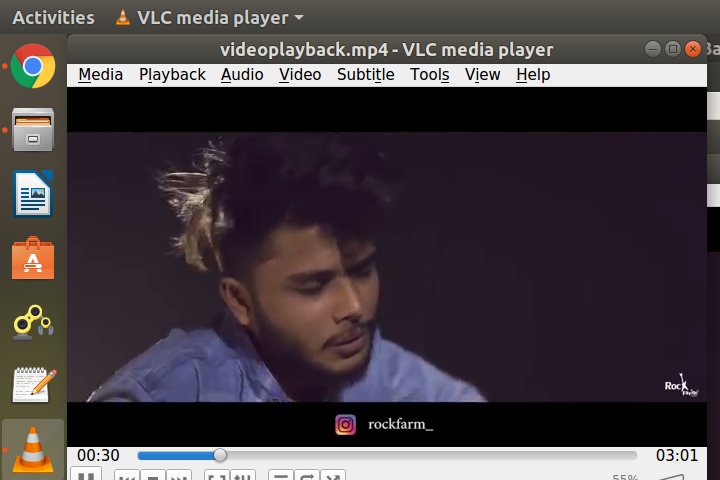 Activities VLC media player
videoplayback.mp4 - VLC media player
Media Playback Audio Video Subtitle Tools View Help
Rock
rockfarm_
00:30 03:01
55%